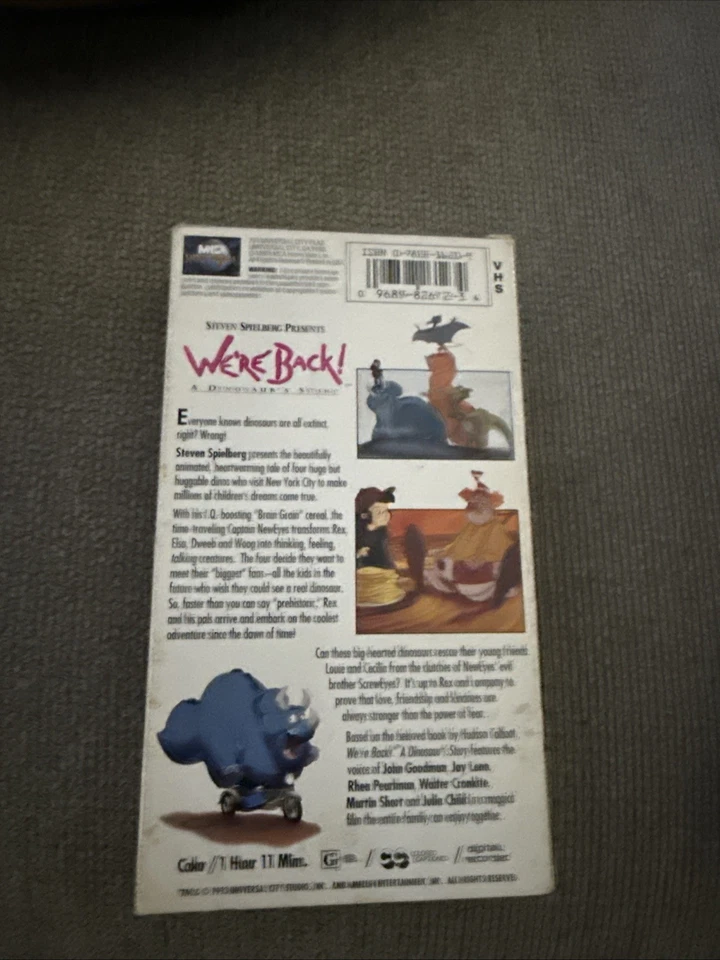 MCA
WARNING:
VHS
STEVEN SPIELBERG PRESENTS
WE'RE BACK!
A DINOSAUR'S STORY
Everyone knows dinosaurs are all extinct,
right? Wrong!
Steven Spielberg presents the beautifully
animated, heartwarming tale of four huge but
huggable dinos who visit New York City to make
millions of children's dreams come true.
With his I.Q. boosting "Brain Grain" cereal, the
time-traveling Captain NewEyes transforms Rex,
Elsa, Dweeb and Woog into thinking, feeling,
talking creatures. The four decide they want to
meet their "biggest" fans—all the kids in the
future who wish they could see a real dinosaur.
So, faster than you can say "prehistoric," Rex
and his pals arrive and embark on the coolest
adventure since the dawn of time!
Can these big-hearted dinosaurs rescue their young friends
Louie and Cecilia from the clutches of NewEyes' evil
brother ScrewEyes? It's up to Rex and company to
prove that love, friendship and kindness are
always stronger than the power of fear.
Based on the beloved book by Hudson Talbott,
We're Back! A Dinosaur's Story features the
voices of John Goodman, Jay Leno,
Rhea Pearlman, Walter Cronkite,
Martin Short and Julia Child in a magical
film the entire family can enjoy together.
Color / 1 Hour 11 Mins. G / /